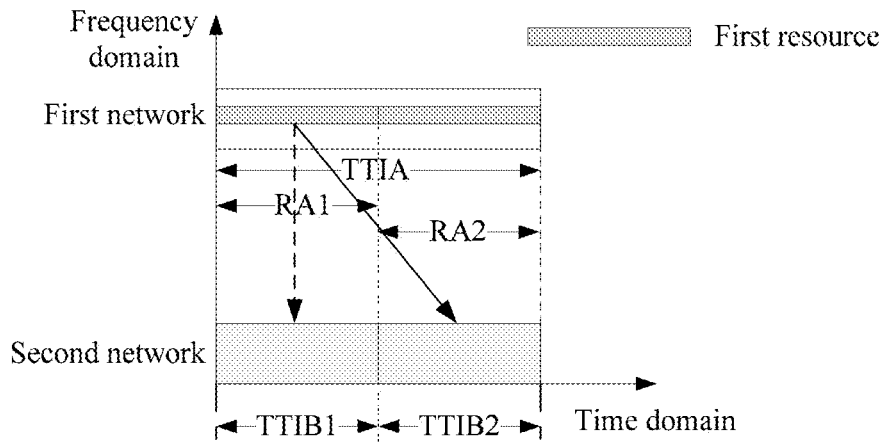 Frequency
domain
First resource
First network
TTIA
RA1
RA2
Second network
TTIB1
TTIB2
Time domain